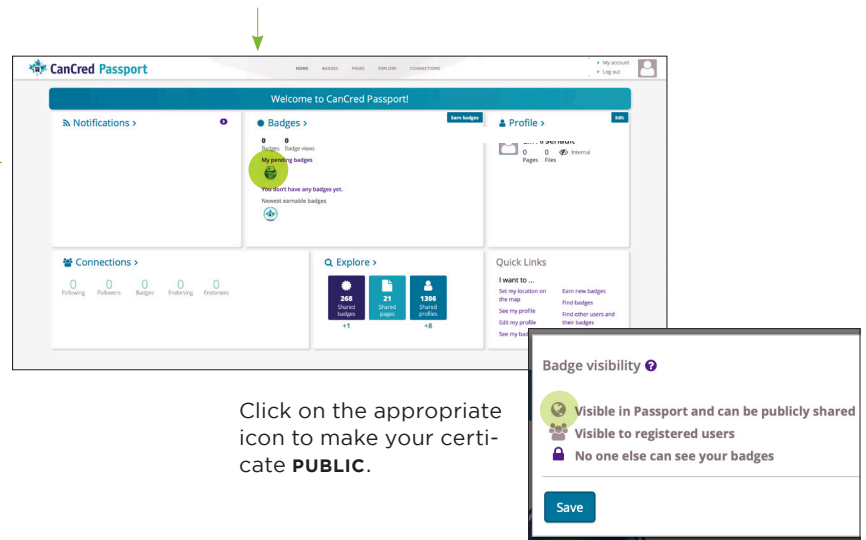 CanCred Passport
HOME BADGES PAGES EXPLORE CONNECTIONS
My account
Log out
Welcome to CanCred Passport!
Notifications >
0
Badges >
Earn badges
0 0
Badges Badge views
My pending badges
You don't have any badges yet.
Newest earnable badges
Profile >
Edit
0 0 Internal
Pages Files
Connections >
0 0 0 0 0
Following Followers Badges Endorsing Endorsers
Explore >
268
Shared
badges
+1
21
Shared
pages
1306
Shared
profiles
+8
Quick Links
I want to ...
Set my location on
the map
See my profile
Edit my profile
See my bad
Earn new badges
Find badges
Find other users and
their badges
Click on the appropriate
icon to make your certi-
cate PUBLIC.
Badge visibility ?
Visible in Passport and can be publicly shared
Visible to registered users
No one else can see your badges
Save